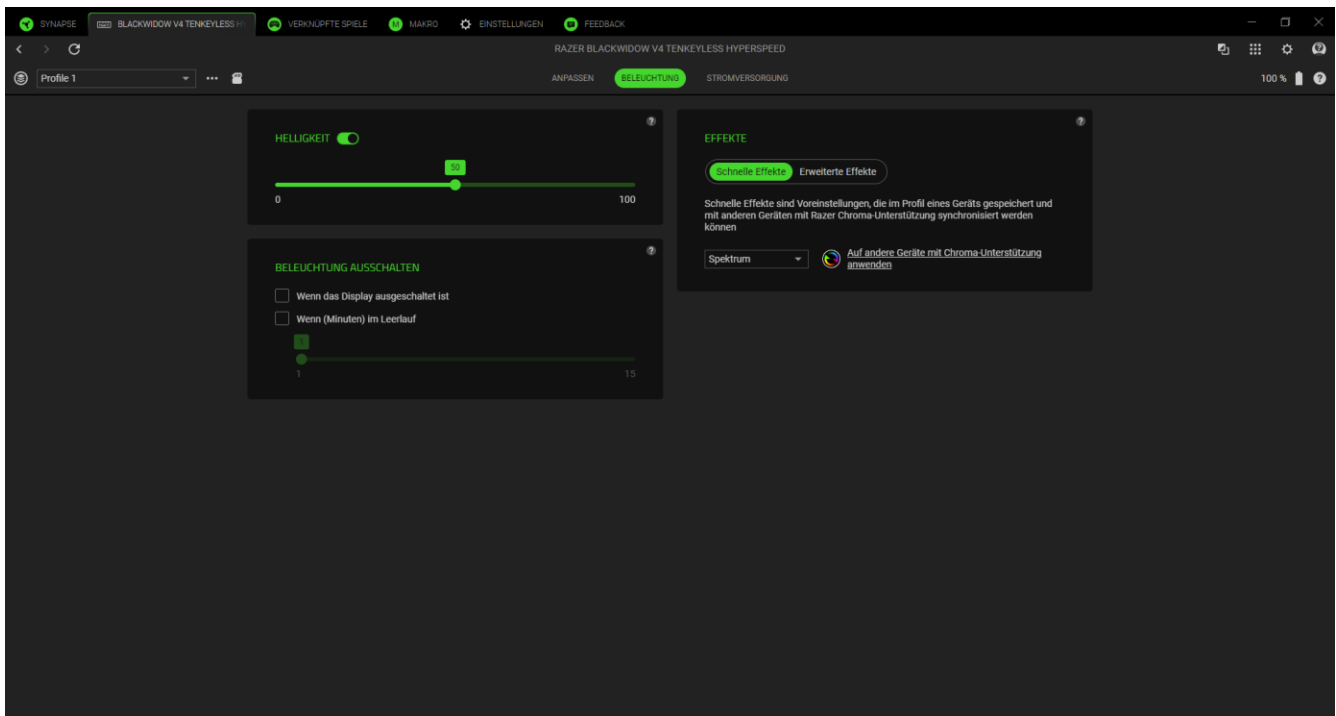 SYNAPSE BLACKWIDOW V4 TENKEYLESS H VERKNÜPFTE SPIELE M MAKRO EINSTELLUNGEN FEEDBACK
RAZER BLACKWIDOW V4 TENKEYLESS HYPERSPEED
Profile 1 ANPASSEN BELEUCHTUNG STROMVERSORGUNG 100 %
HELLIGKEIT
50
0 100
BELEUCHTUNG AUSSCHALTEN
Wenn das Display ausgeschaltet ist
Wenn (Minuten) im Leerlauf
1
1 15
EFFEKTE
Schnelle Effekte Erweiterte Effekte
Schnelle Effekte sind Voreinstellungen, die im Profil eines Geräts gespeichert und
mit anderen Geräten mit Razer Chroma-Unterstützung synchronisiert werden
können
Spektrum
Auf andere Geräte mit Chroma-Unterstützung
anwenden